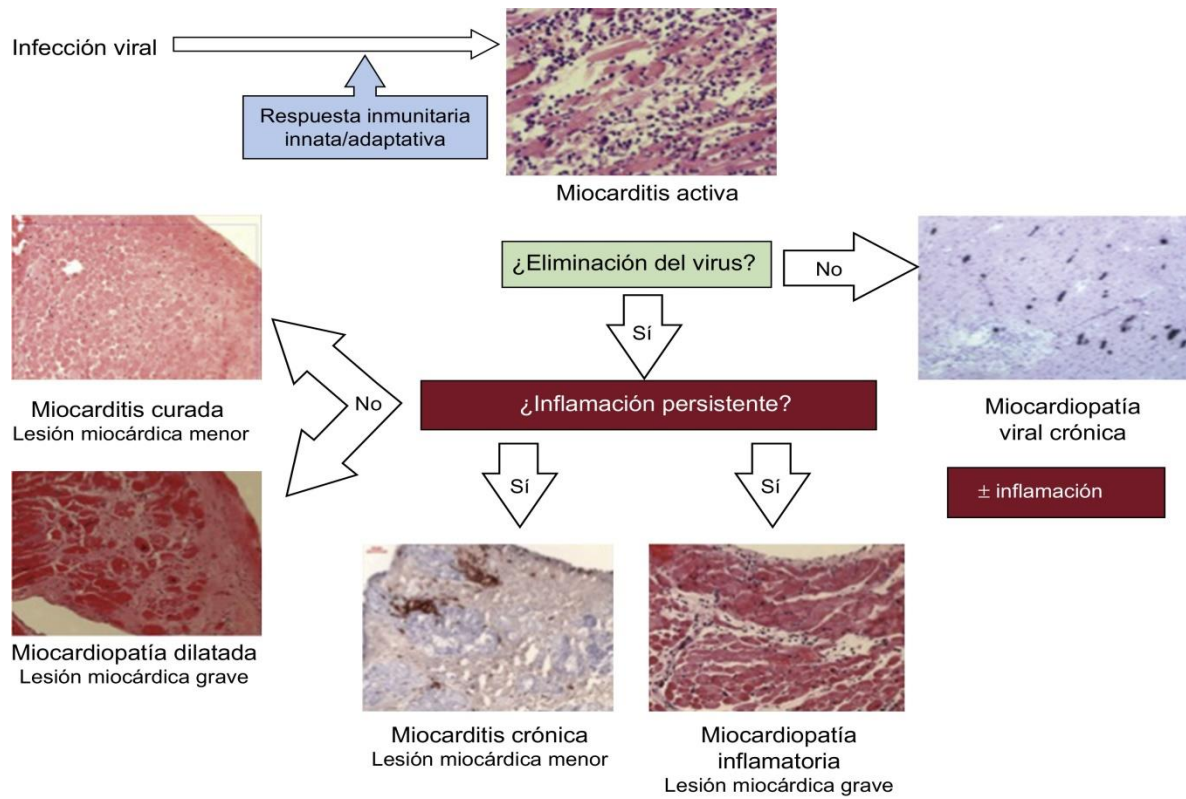 Infección viral
Respuesta inmunitaria
innata/adaptativa
Miocarditis activa
¿Eliminación del virus?
No
Sí
¿Inflamación persistente?
No
Miocarditis curada
Lesión miocárdica menor
Miocardiopatía
viral crónica
± inflamación
Sí
Sí
Miocardiopatía dilatada
Lesión miocárdica grave
Miocarditis crónica
Lesión miocárdica menor
Miocardiopatía
inflamatoria
Lesión miocárdica grave